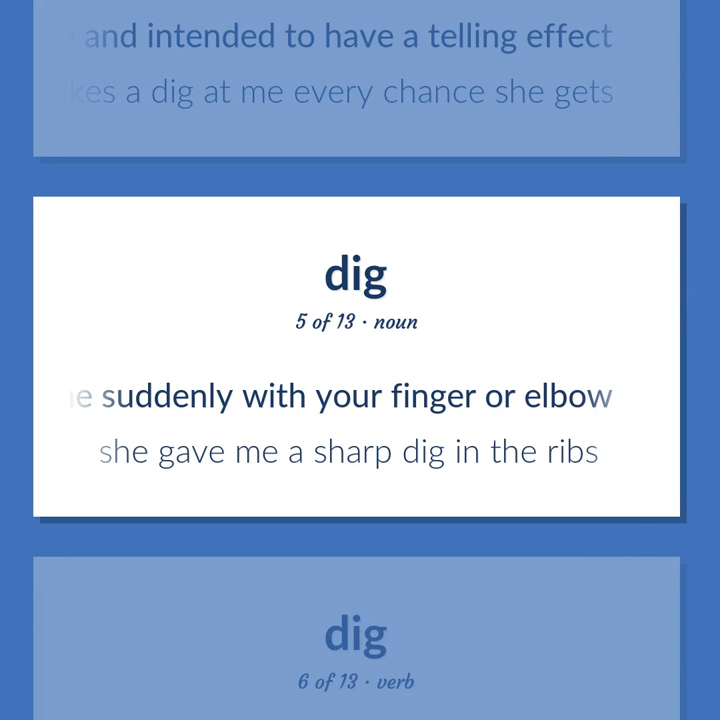 and intended to have a telling effect
a dig at me every chance she gets
dig
5 of 13 · noun
suddenly with your finger or elbow
she gave me a sharp dig in the ribs
dig
6 of 13 · verb